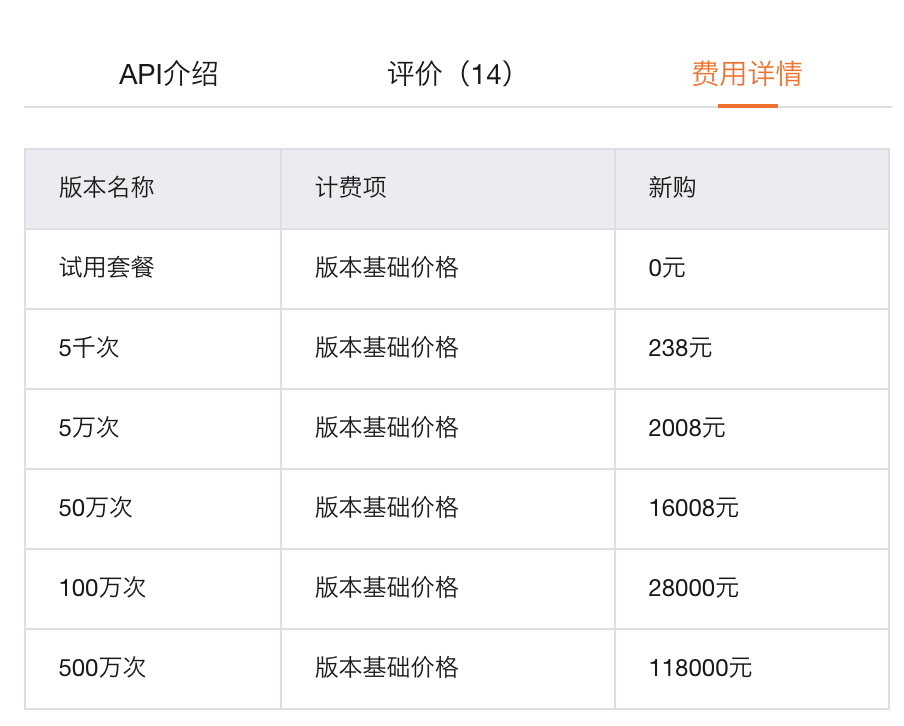 API介绍 评价（14） 费用详情
版本名称 计费项 新购
试用套餐 版本基础价格 0元
5千次 版本基础价格 238元
5万次 版本基础价格 2008元
50万次 版本基础价格 16008元
100万次 版本基础价格 28000元
500万次 版本基础价格 118000元